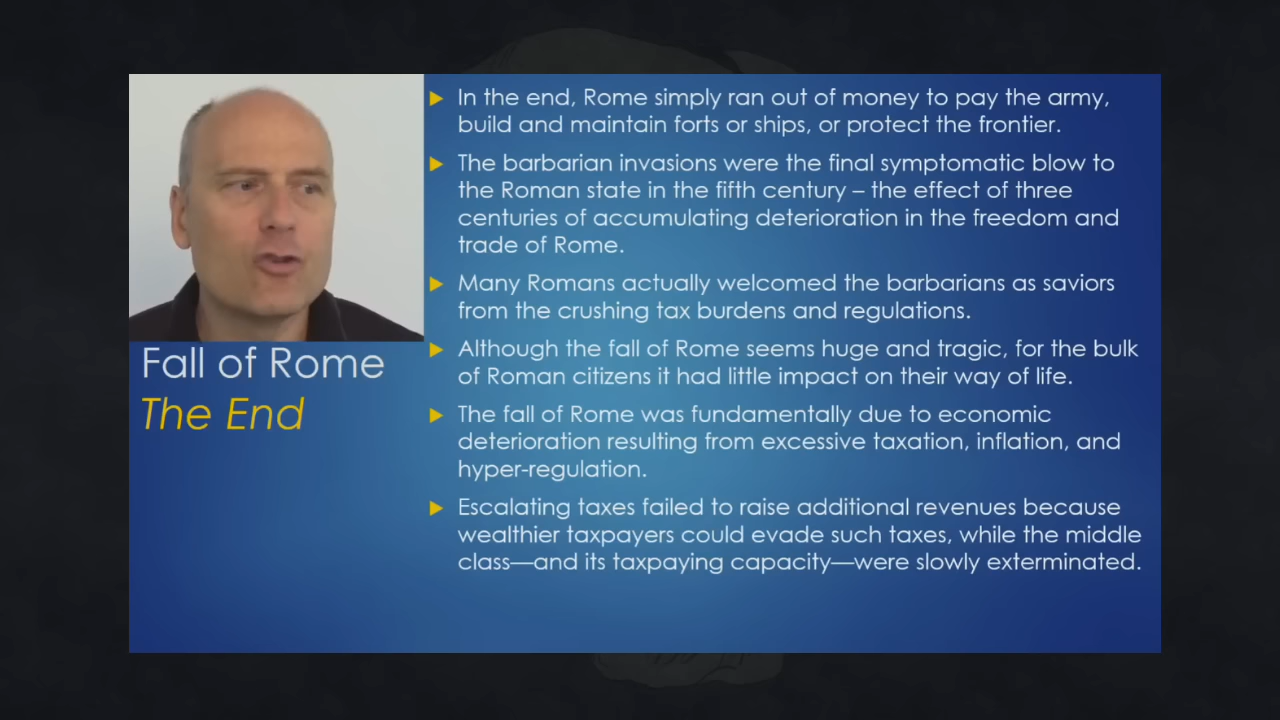 In the end, Rome simply ran out of money to pay the army,
build and maintain forts or ships, or protect the frontier.
The barbarian invasions were the final symptomatic blow to
the Roman state in the fifth century – the effect of three
centuries of accumulating deterioration in the freedom and
trade of Rome.
Many Romans actually welcomed the barbarians as saviors
from the crushing tax burdens and regulations.
Although the fall of Rome seems huge and tragic, for the bulk
of Roman citizens it had little impact on their way of life.
The fall of Rome was fundamentally due to economic
deterioration resulting from excessive taxation, inflation, and
hyper-regulation.
Escalating taxes failed to raise additional revenues because
wealthier taxpayers could evade such taxes, while the middle
class—and its taxpaying capacity—were slowly exterminated.
Fall of Rome
The End